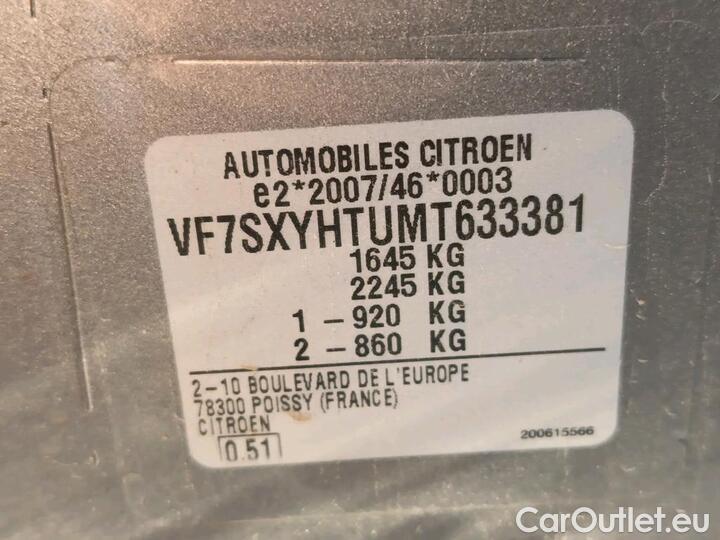 AUTOMOBILES CITROEN
e2*2007/46*0003
VF7SXYHTUMT633381
1645 KG
2245 KG
1 – 920 KG
2 – 860 KG
2–10 BOULEVARD DE L'EUROPE
78300 POISSY (FRANCE)
CITROEN
0.51
200615566
CarOutlet.eu